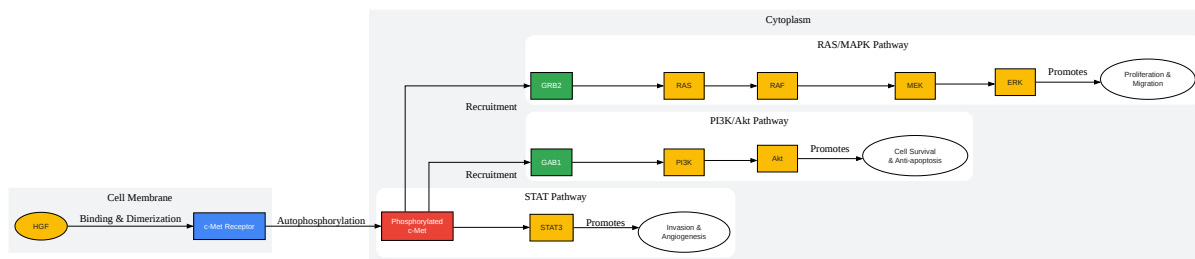 Cytoplasm
RAS/MAPK Pathway
GRB2
RAS
RAF
MEK
ERK
Promotes
Proliferation &
Migration
Recruitment
PI3K/Akt Pathway
GAB1
PI3K
Akt
Promotes
Cell Survival
& Anti-apoptosis
Recruitment
Cell Membrane
HGF
Binding & Dimerization
c-Met Receptor
Autophosphorylation
STAT Pathway
Phosphorylated
c-Met
STAT3
Promotes
Invasion &
Angiogenesis